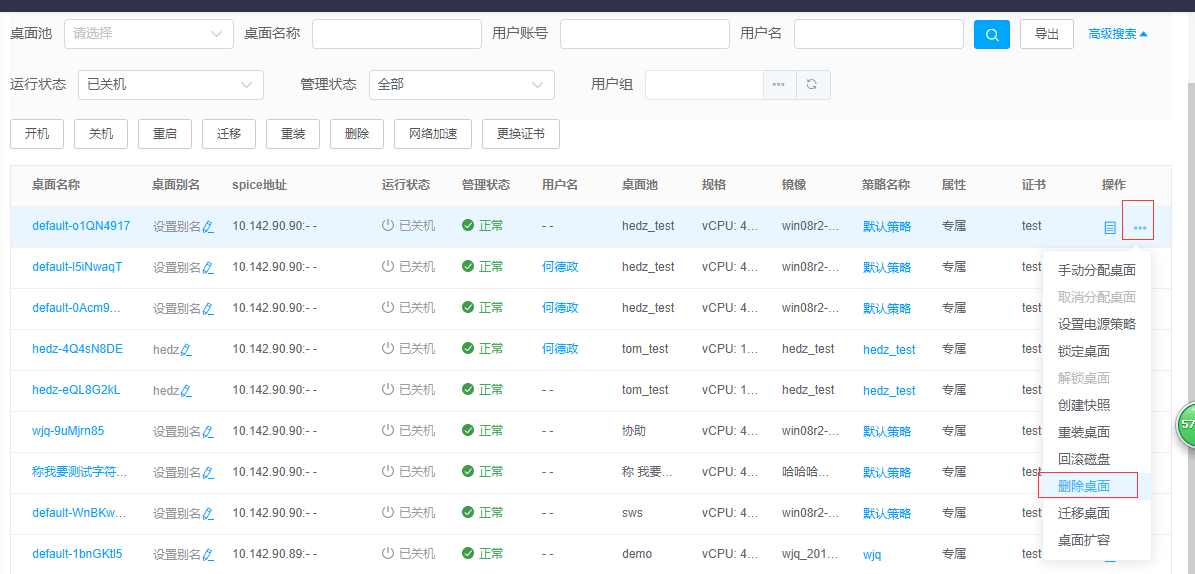 桌面池 请选择 桌面名称 用户账号 用户名 导出 高级搜索
运行状态 已关机 管理状态 全部 用户组
开机 关机 重启 迁移 重装 删除 网络加速 更换证书
桌面名称 桌面别名 spice地址 运行状态 管理状态 用户名 桌面池 规格 镜像 策略名称 属性 证书 操作
default-o1QN4917 设置别名 10.142.90.90:- - 已关机 正常 - - hedz_test vCPU: 4... win08r2-... 默认策略 专属 test
default-l5iNwaqT 设置别名 10.142.90.90:- - 已关机 正常 何德政 hedz_test vCPU: 4... win08r2-... 默认策略 专属 test
default-0Acm9... 设置别名 10.142.90.90:- - 已关机 正常 何德政 hedz_test vCPU: 4... win08r2-... 默认策略 专属 test
hedz-4Q4sN8DE hedz 10.142.90.90:- - 已关机 正常 何德政 tom_test vCPU: 1... hedz_test hedz_test 专属 test
hedz-eQL8G2kL hedz 10.142.90.90:- - 已关机 正常 - - tom_test vCPU: 1... hedz_test hedz_test 专属 test
wjq-9uMjrn85 设置别名 10.142.90.90:- - 已关机 正常 - - 协助 vCPU: 4... win08r2-... 默认策略 专属 test
称我要测试字符... 设置别名 10.142.90.90:- - 已关机 正常 - - 称 我要... vCPU: 4... 哈哈哈... 默认策略 专属 test
default-WnBKw... 设置别名 10.142.90.90:- - 已关机 正常 - - sws vCPU: 4... win08r2-... 默认策略 专属 test
default-1bnGKtl5 设置别名 10.142.90.89:- - 已关机 正常 - - demo vCPU: 4... wjq_201... wjq 专属 test
手动分配桌面
取消分配桌面
设置电源策略
锁定桌面
解锁桌面
创建快照
重装桌面
回滚磁盘
删除桌面
迁移桌面
桌面扩容
57